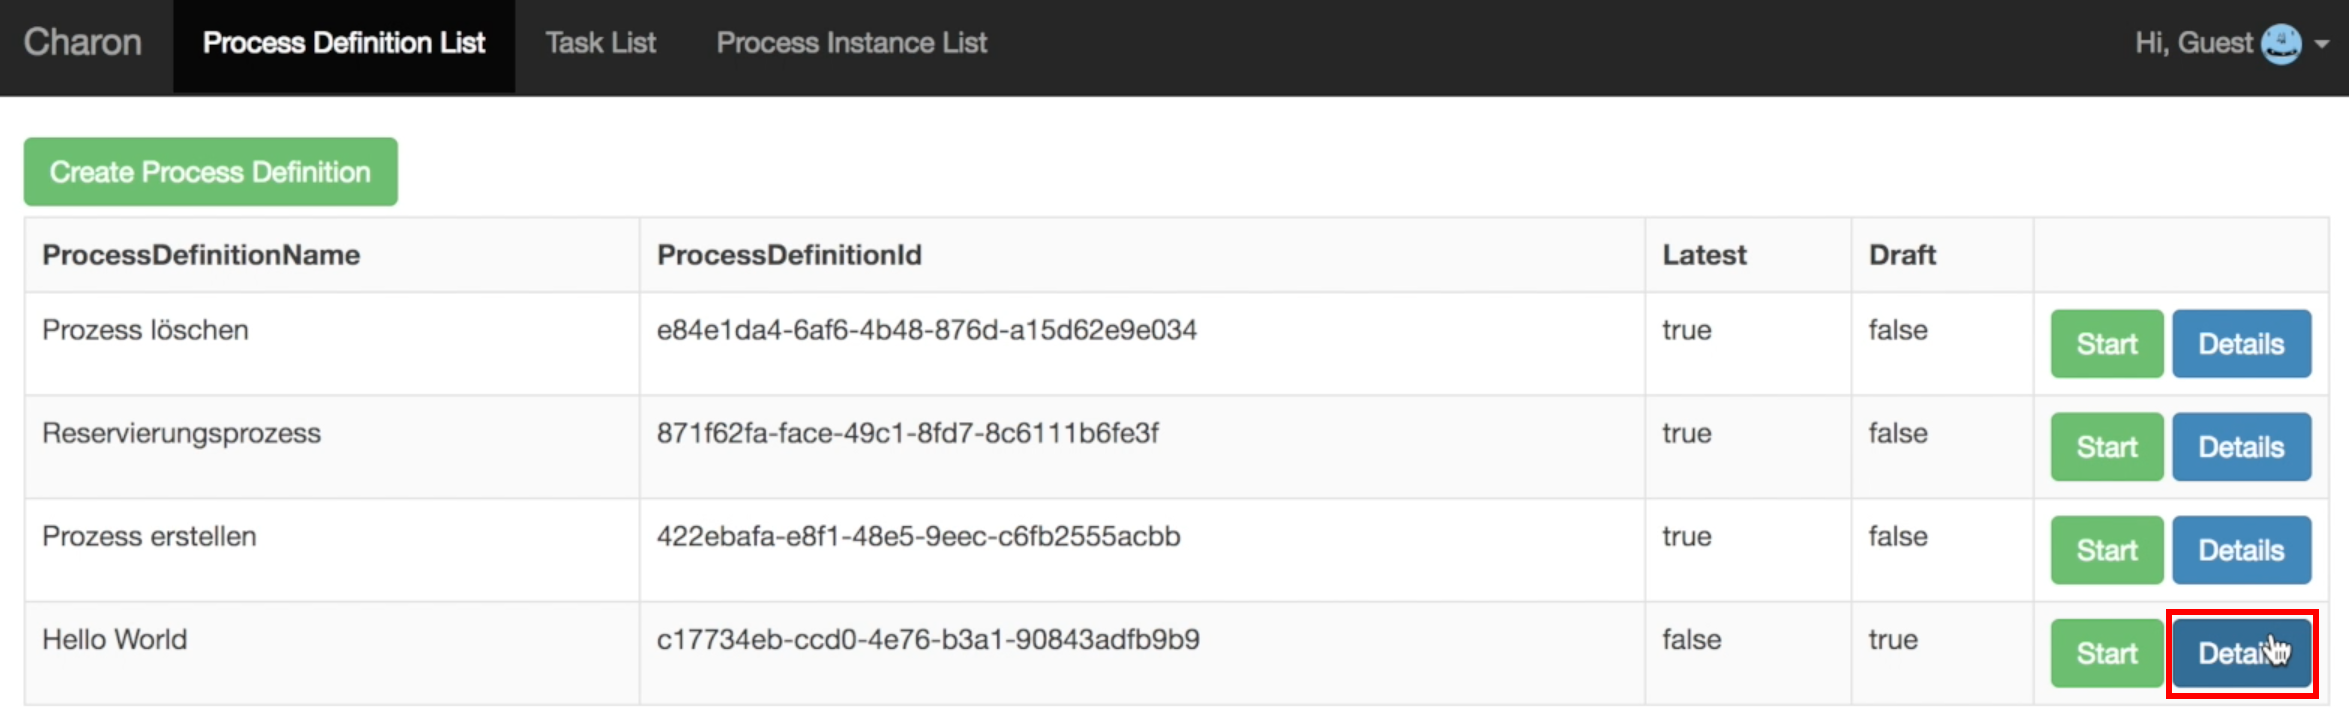 Charon Process Definition List Task List Process Instance List Hi, Guest
Create Process Definition
ProcessDefinitionName ProcessDefinitionId Latest Draft
Prozess löschen e84e1da4-6af6-4b48-876d-a15d62e9e034 true false Start Details
Reservierungsprozess 871f62fa-face-49c1-8fd7-8c6111b6fe3f true false Start Details
Prozess erstellen 422ebafa-e8f1-48e5-9eec-c6fb2555acbb true false Start Details
Hello World c17734eb-ccd0-4e76-b3a1-90843adfb9b9 false true Start Details